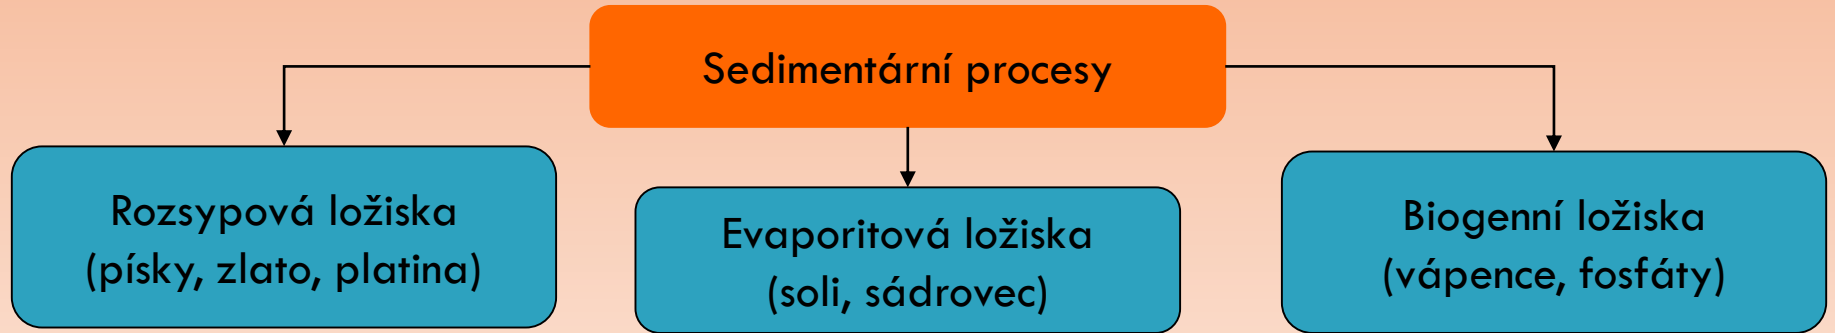 Sedimentární procesy
Rozsypová ložiska
(písky, zlato, platina)
Evaporitová ložiska
(soli, sádrovec)
Biogenní ložiska
(vápence, fosfáty)